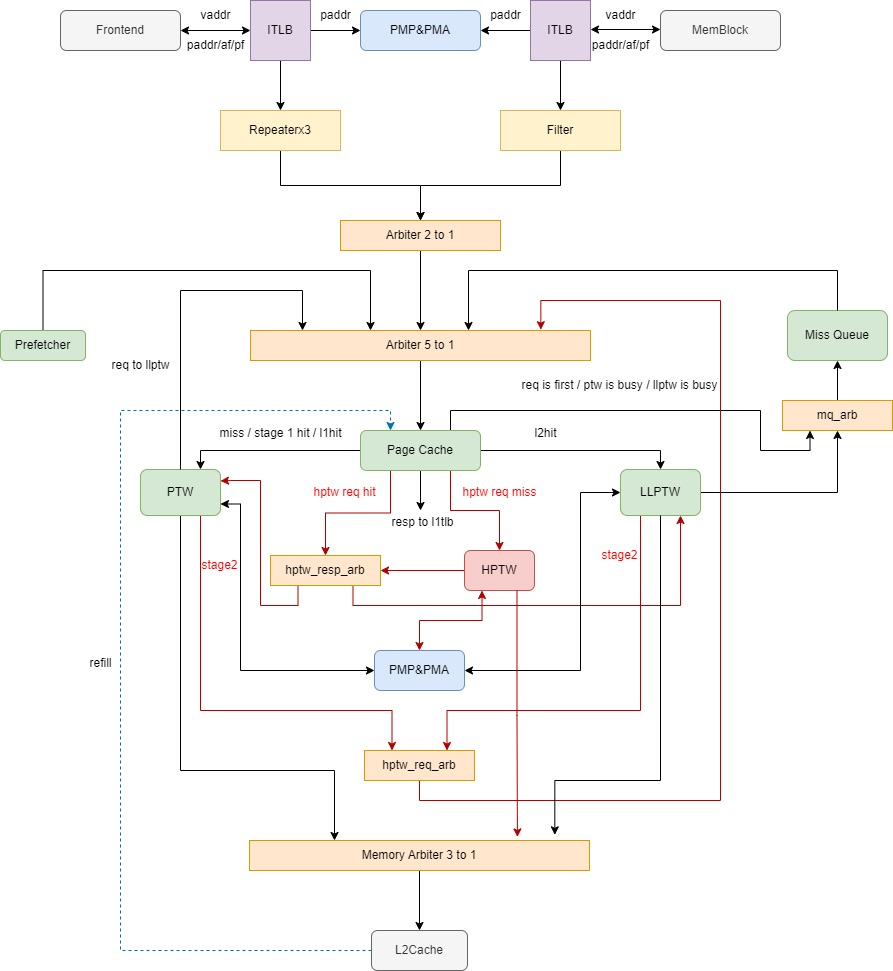 Frontend
vaddr
paddr/af/pf
ITLB
paddr
PMP&PMA
paddr
ITLB
vaddr
paddr/af/pf
MemBlock
Repeaterx3
Filter
Arbiter 2 to 1
Prefetcher
Arbiter 5 to 1
Miss Queue
req to llptw
req is first / ptw is busy / llptw is busy
mq_arb
miss / stage 1 hit / l1hit
Page Cache
l2hit
PTW
hptw req hit
hptw req miss
LLPTW
resp to l1tlb
stage2
hptw_resp_arb
HPTW
stage2
refill
PMP&PMA
hptw_req_arb
Memory Arbiter 3 to 1
L2Cache